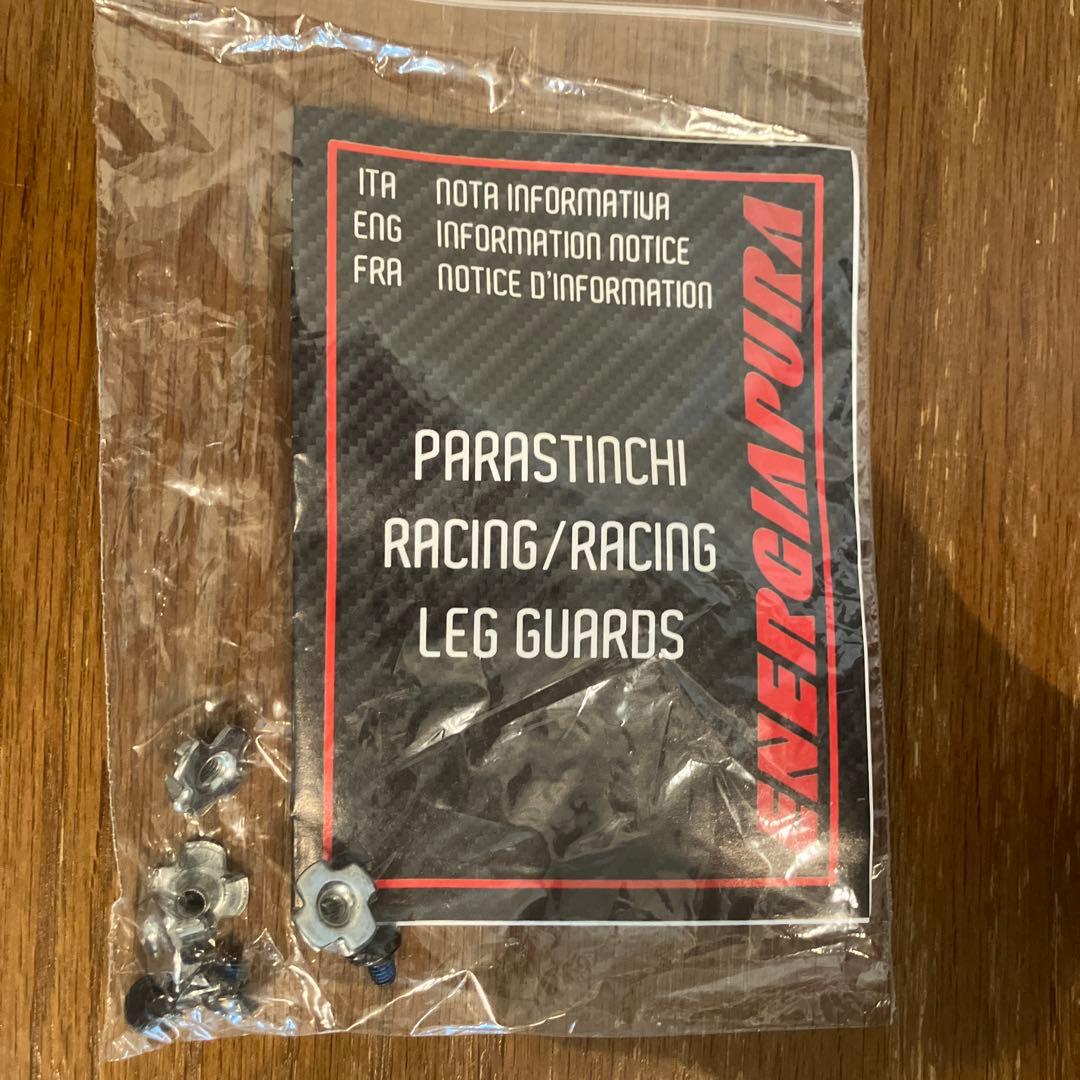 ITA NOTA INFORMATIVA
ENG INFORMATION NOTICE
FRA NOTICE D'INFORMATION
PARASTINCHI
RACING/RACING
LEG GUARDS
ENERGIAPURA